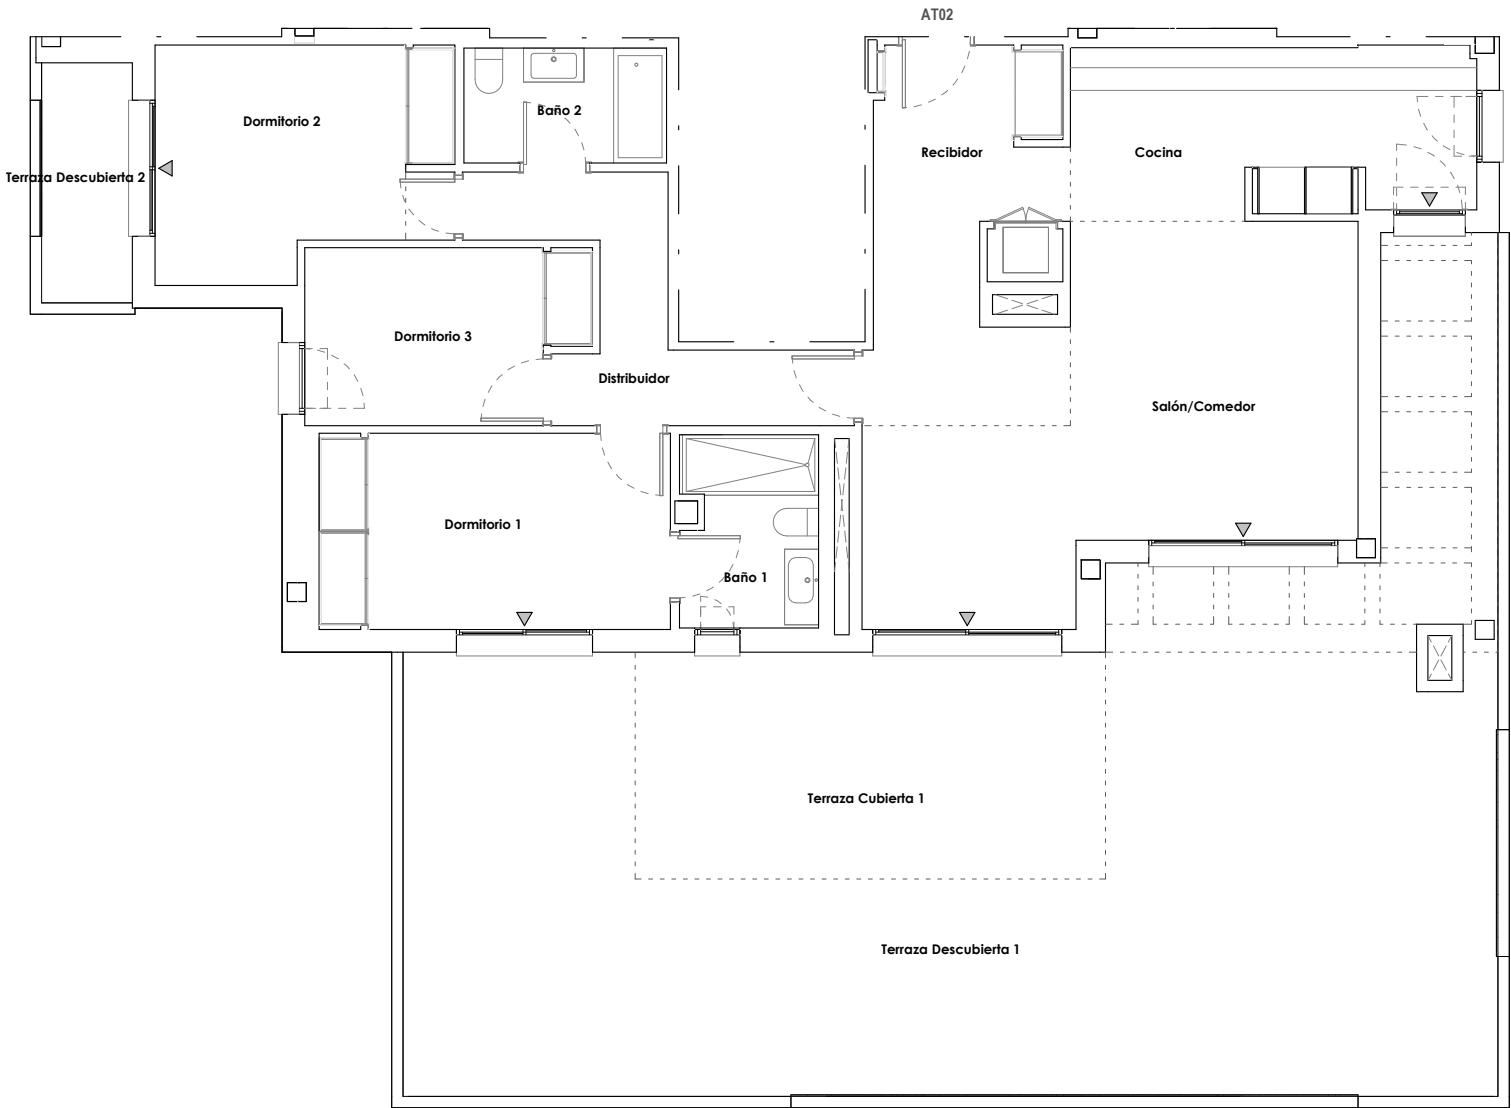 AT02
Dormitorio 2
Baño 2
Recibidor
Cocina
Terraza Descubierta 2
Dormitorio 3
Distribuidor
Salón/Comedor
Dormitorio 1
Baño 1
Terraza Cubierta 1
Terraza Descubierta 1